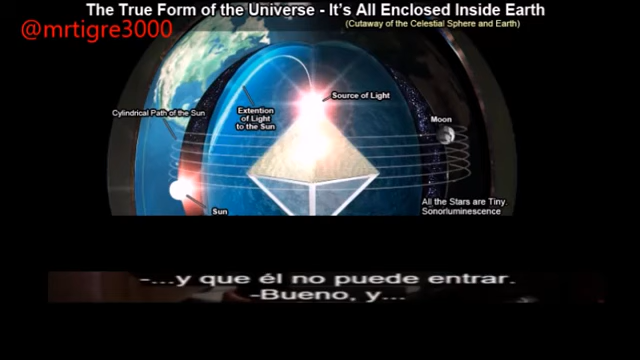 The True Form of the Universe - It's All Enclosed Inside Earth
(Cutaway of the Celestial Sphere and Earth)
@mrtigre3000
Source of Light
Cylindrical Path of the Sun
Extention
of Light
to the Sun
Moon
Sun
All the Stars are Tiny.
Sonorluminescence
-...y que él no puede entrar.
-Bueno, y...